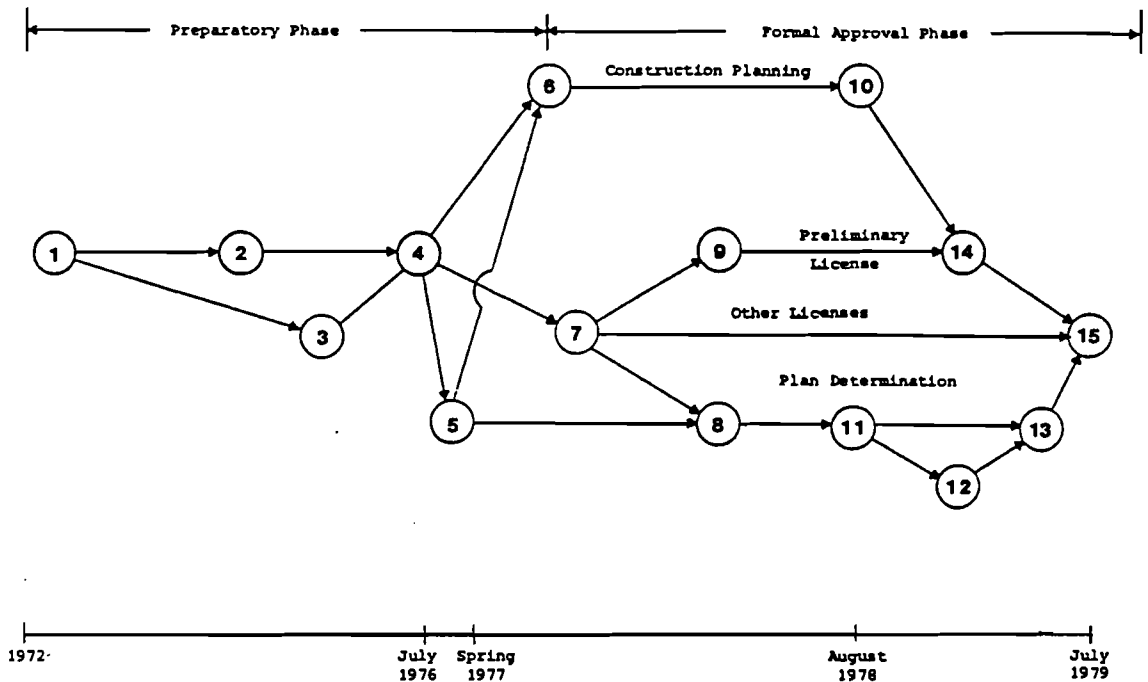 Preparatory Phase
Formal Approval Phase
Construction Planning
6
10
1
2
4
9
Preliminary
License
14
3
7
Other Licenses
15
Plan Determination
5
8
11
13
12
1972
July
1976
Spring
1977
August
1978
July
1979